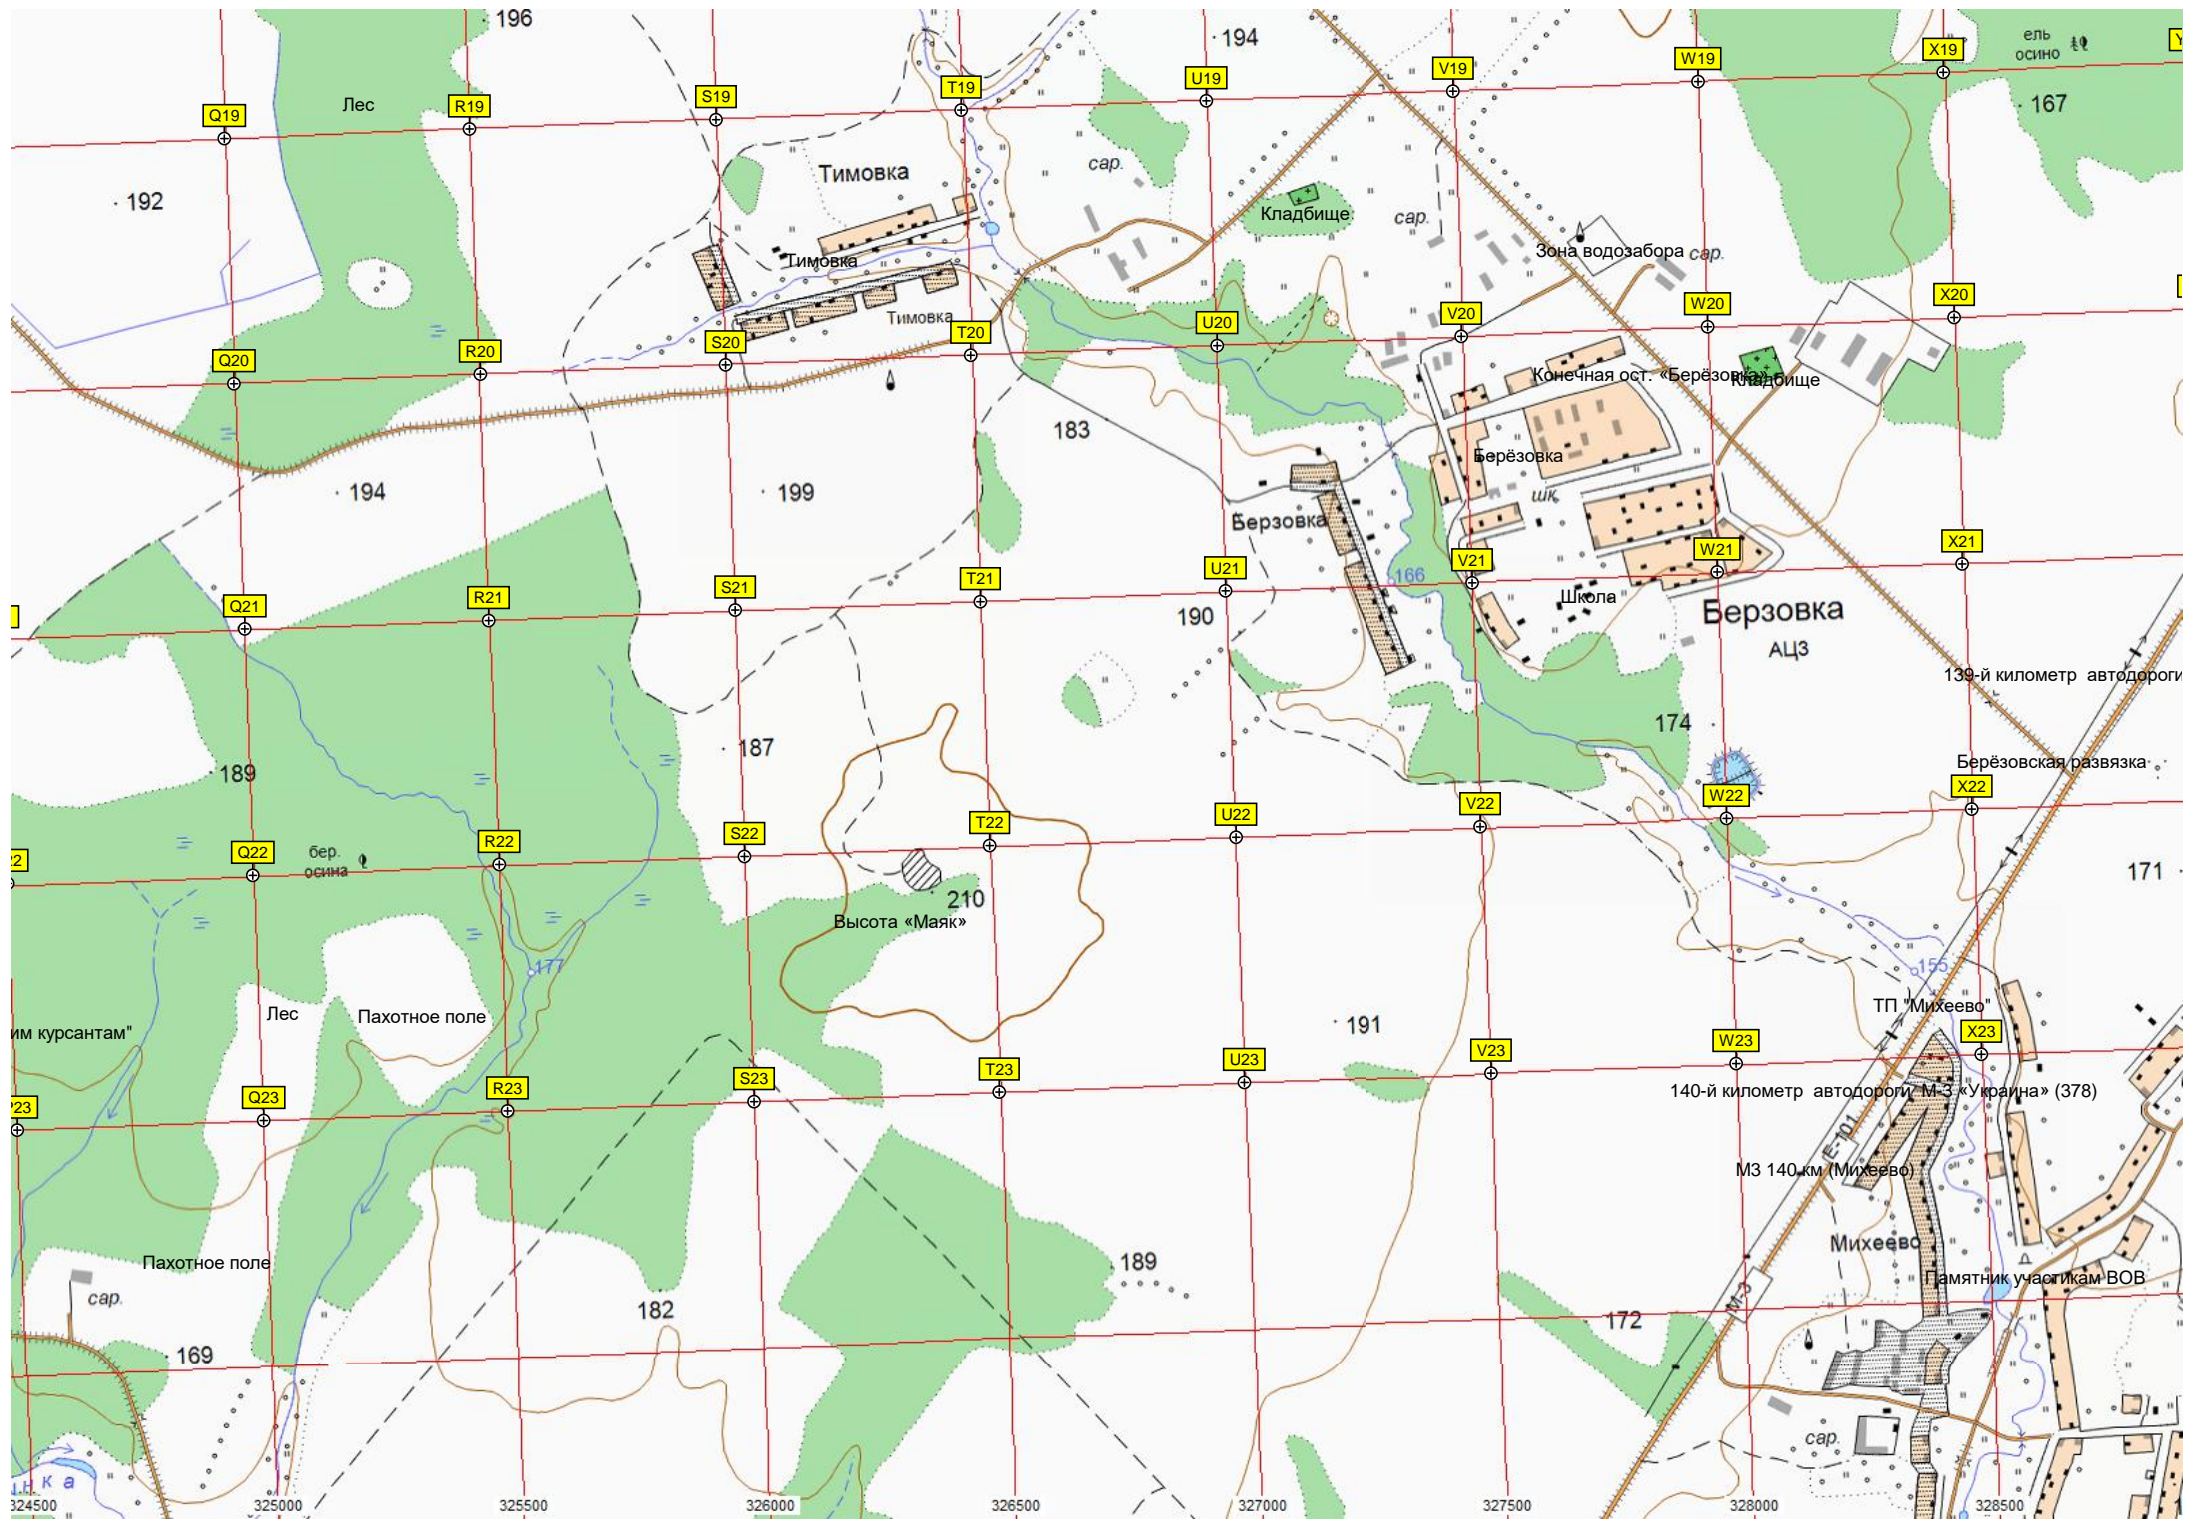 196
194
ель
осино
167
Лес
Q19
R19
S19
T19
U19
V19
W19
X19
192
Тимовка
сар.
Кладбище
сар.
Зона водозабора
сар.
Тимовка
Тимовка
Q20
R20
S20
T20
U20
V20
W20
X20
Конечная ост. «Берёзовка»
Кладбище
183
194
199
Берёзовка
шк.
Берзовка
166
Q21
R21
S21
T21
U21
V21
W21
X21
190
Школа
Берзовка
АЦЗ
139-й километр автодороги
174
187
189
Берёзовская развязка
Q22
R22
S22
T22
U22
V22
W22
X22
бер.
осина
210
171
Высота «Маяк»
177
155
Лес
Пахотное поле
191
ТП "Михеево"
им курсантам"
P23
Q23
R23
S23
T23
U23
V23
W23
X23
140-й километр автодороги М-3 «Украина» (378)
E-101
М3 140 км (Михеево)
Михеево
Пахотное поле
189
Памятник участикам ВОВ
сар.
182
М-3
172
169
сар.
нка
324500
325000
325500
326000
326500
327000
327500
328000
328500